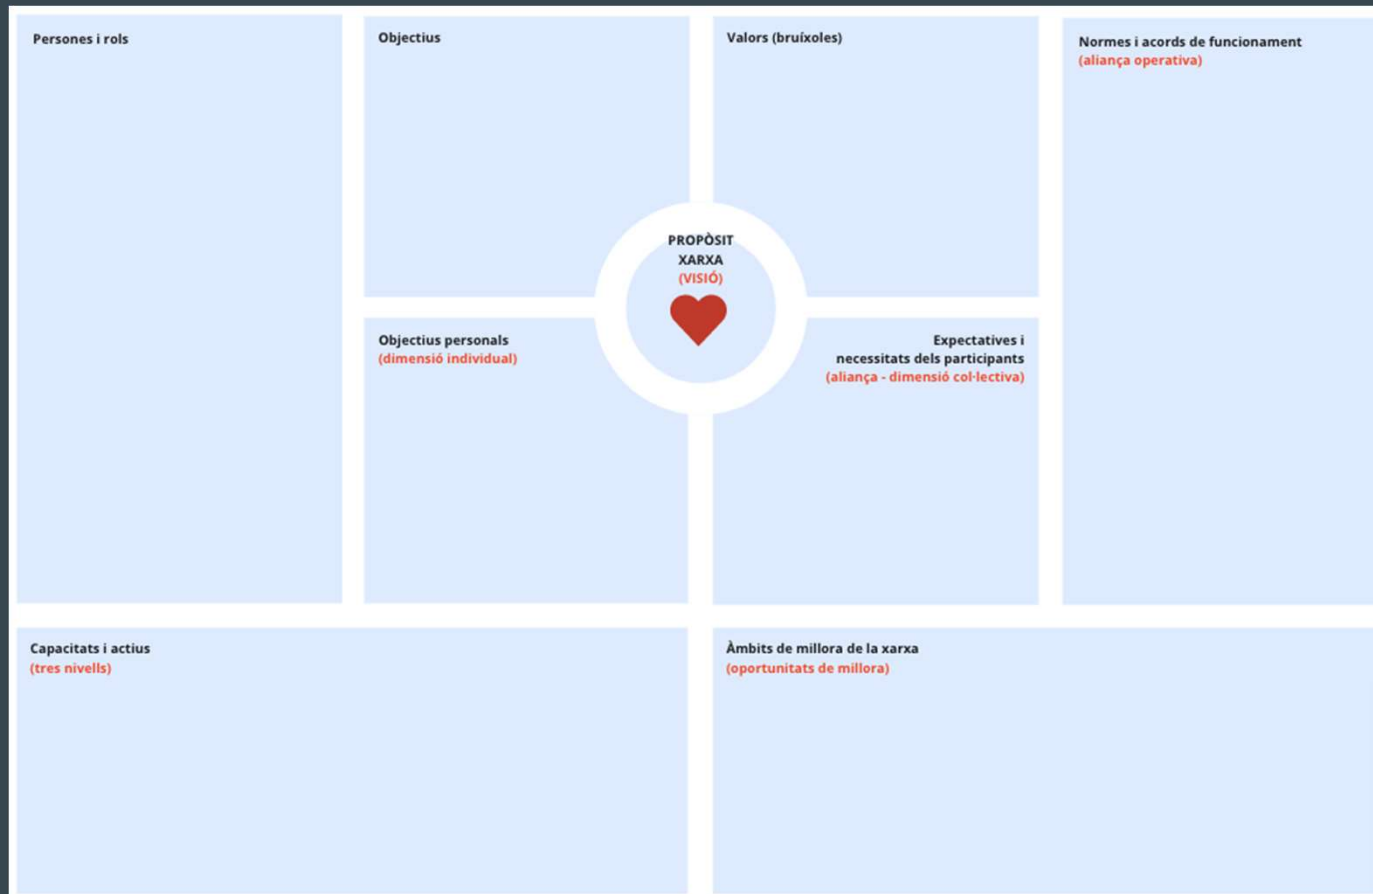 Persones i rols
Objectius
Valors (bruíxoles)
Normes i acords de funcionament
(aliança operativa)
PROPÒSIT
XARXA
(VISIÓ)
Objectius personals
(dimensió individual)
Expectatives i
necessitats dels participants
(aliança - dimensió col·lectiva)
Capacitats i actius
(tres nivells)
Àmbits de millora de la xarxa
(oportunitats de millora)